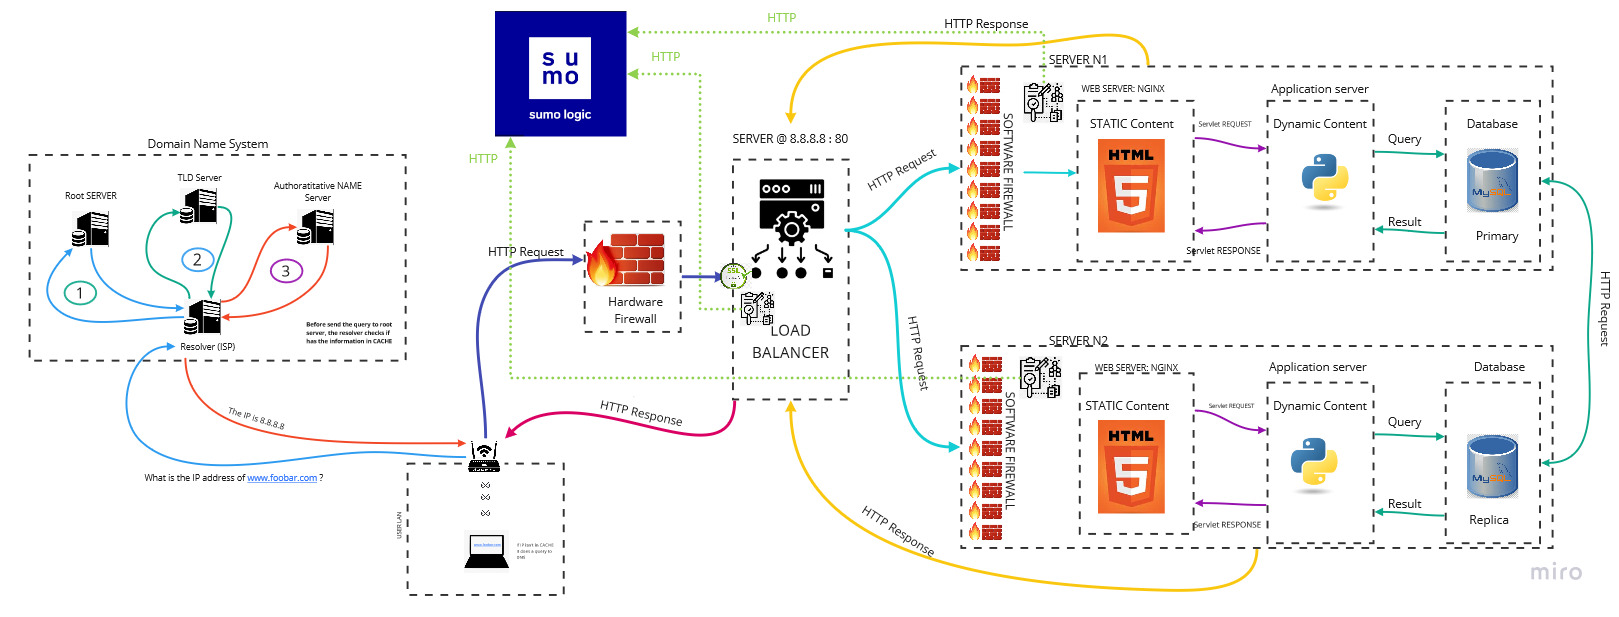 HTTP
HTTP Response
su
mo
sumo logic
HTTP
HTTP
Domain Name System
Root SERVER
TLD Server
Authoratitative NAME
Server
1
2
3
Resolver (ISP)
Before send the query to root
server, the resolver checks if
has the information in CACHE
The IP is 8.8.8.8
What is the IP address of www.foobar.com ?
USER LAN
www.foobar.com
If IP isnt in CACHE
it does a query to
DNS
HTTP Request
Hardware
Firewall
HTTP Response
SERVER @ 8.8.8.8 : 80
SSL
LOAD
BALANCER
HTTP Request
HTTP Request
HTTP Response
SERVER N1
SOFTWARE FIREWALL
WEB SERVER: NGINX
STATIC Content
HTML
5
Servlet REQUEST
Servlet RESPONSE
Application server
Dynamic Content
Query
Result
Database
MySQL
Primary
HTTP Request
SERVER N2
SOFTWARE FIREWALL
WEB SERVER: NGINX
STATIC Content
HTML
5
Servlet REQUEST
Servlet RESPONSE
Application server
Dynamic Content
Query
Result
Database
MySQL
Replica
miro